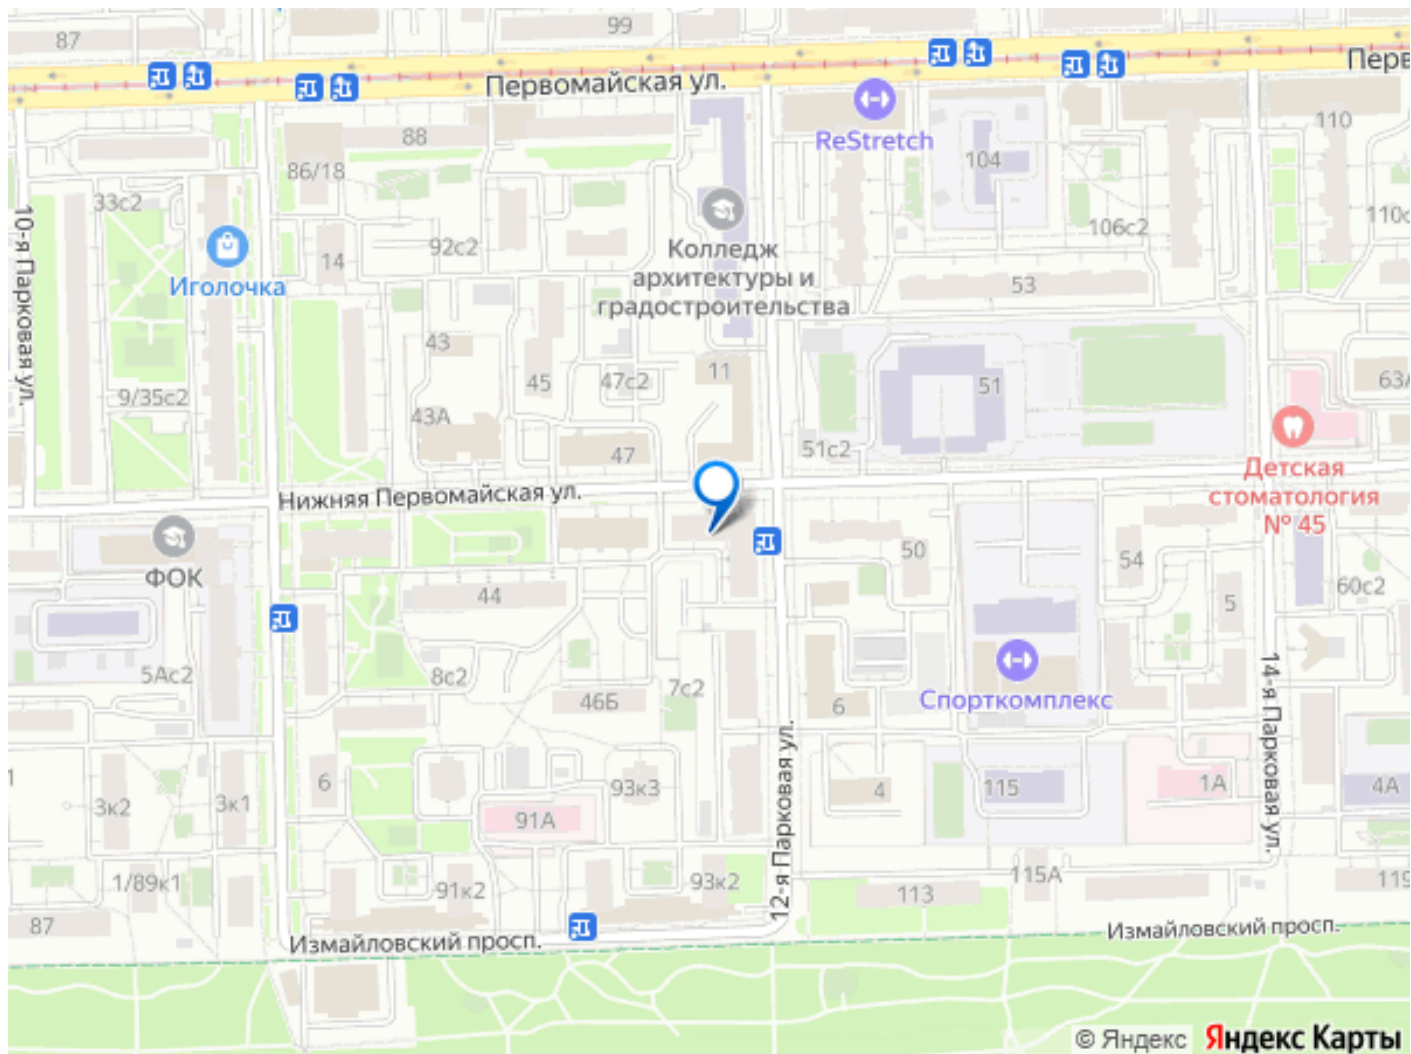 87
99
Первомайская ул.
Перв
ReStretch
88
86/18
104
110
33с2
92с2
14
106с2
110с
10-я Парковая ул.
Иголочка
Колледж
архитектуры и
градостроительства
53
43
45
47с2
11
51
63А
9/35с2
43А
47
51с2
Детская
стоматология
№ 45
Нижняя Первомайская ул.
ФОК
50
54
60с2
44
5
5Ас2
8с2
46Б
7с2
6
Спорткомплекс
14-я Парковая ул.
12-я Парковая ул.
1
3к2
3к1
6
93к3
91А
4
115
1А
4А
1/89к1
91к2
93к2
113
115А
119
87
Измайловский просп.
Измайловский просп.
© Яндекс Яндекс Карты